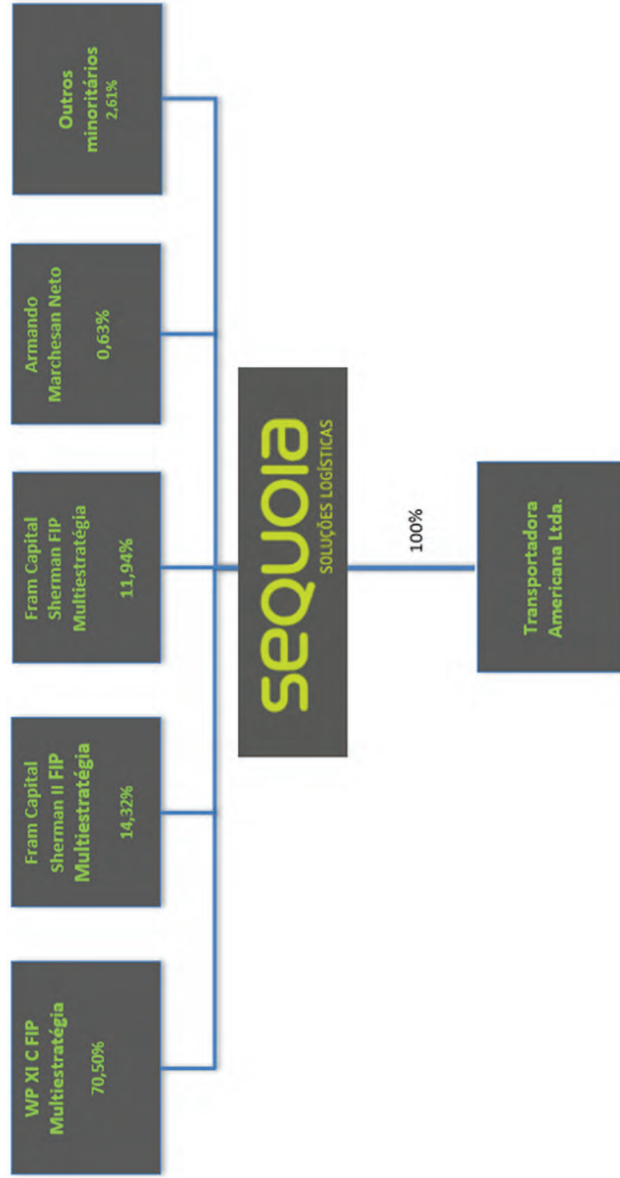 WP XI C FIP
Multiestratégia
70,50%
Fram Capital
Sherman II FIP
Multiestratégia
14,32%
Fram Capital
Sherman FIP
Multiestratégia
11,94%
Armando
Marchesan Neto
0,63%
Outros
minoritários
2,61%
sequoia
SOLUÇÕES LOGÍSTICAS
100%
Transportadora
Americana Ltda.